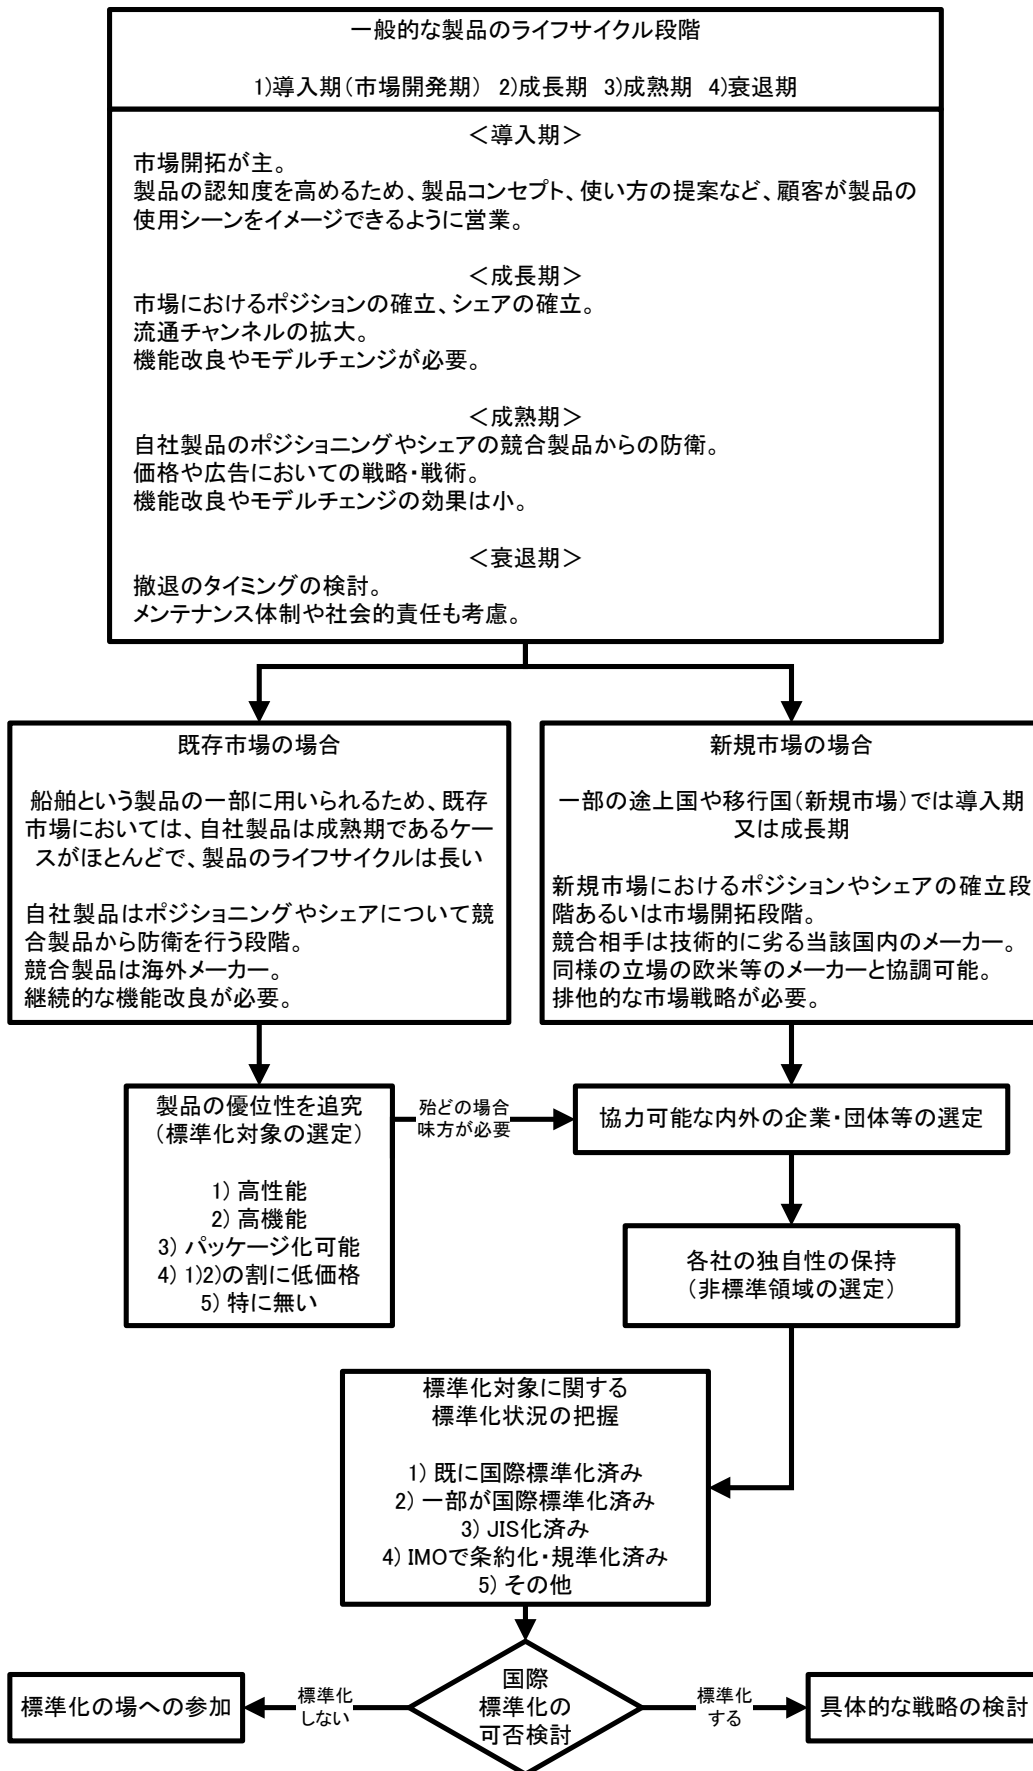 一般的な製品のライフサイクル段階
1)導入期(市場開発期) 2)成長期 3)成熟期 4)衰退期
＜導入期＞
市場開拓が主。
製品の認知度を高めるため、製品コンセプト、使い方の提案など、顧客が製品の
使用シーンをイメージできるように営業。
＜成長期＞
市場におけるポジションの確立、シェアの確立。
流通チャンネルの拡大。
機能改良やモデルチェンジが必要。
＜成熟期＞
自社製品のポジショニングやシェアの競合製品からの防衛。
価格や広告においての戦略・戦術。
機能改良やモデルチェンジの効果は小。
＜衰退期＞
撤退のタイミングの検討。
メンテナンス体制や社会的責任も考慮。
既存市場の場合
船舶という製品の一部に用いられるため、既存
市場においては、自社製品は成熟期であるケー
スがほとんどで、製品のライフサイクルは長い
自社製品はポジショニングやシェアについて競
合製品から防衛を行う段階。
競合製品は海外メーカー。
継続的な機能改良が必要。
新規市場の場合
一部の途上国や移行国(新規市場)では導入期
又は成長期
新規市場におけるポジションやシェアの確立段
階あるいは市場開拓段階。
競合相手は技術的に劣る当該国内のメーカー。
同様の立場の欧米等のメーカーと協調可能。
排他的な市場戦略が必要。
製品の優位性を追究
(標準化対象の選定)
1) 高性能
2) 高機能
3) パッケージ化可能
4) 1)2)の割に低価格
5) 特に無い
殆どの場合
味方が必要
協力可能な内外の企業・団体等の選定
各社の独自性の保持
(非標準領域の選定)
標準化対象に関する
標準化状況の把握
1) 既に国際標準化済み
2) 一部が国際標準化済み
3) JIS化済み
4) IMOで条約化・規準化済み
5) その他
国際
標準化の
可否検討
標準化
しない
標準化の場への参加
標準化
する
具体的な戦略の検討